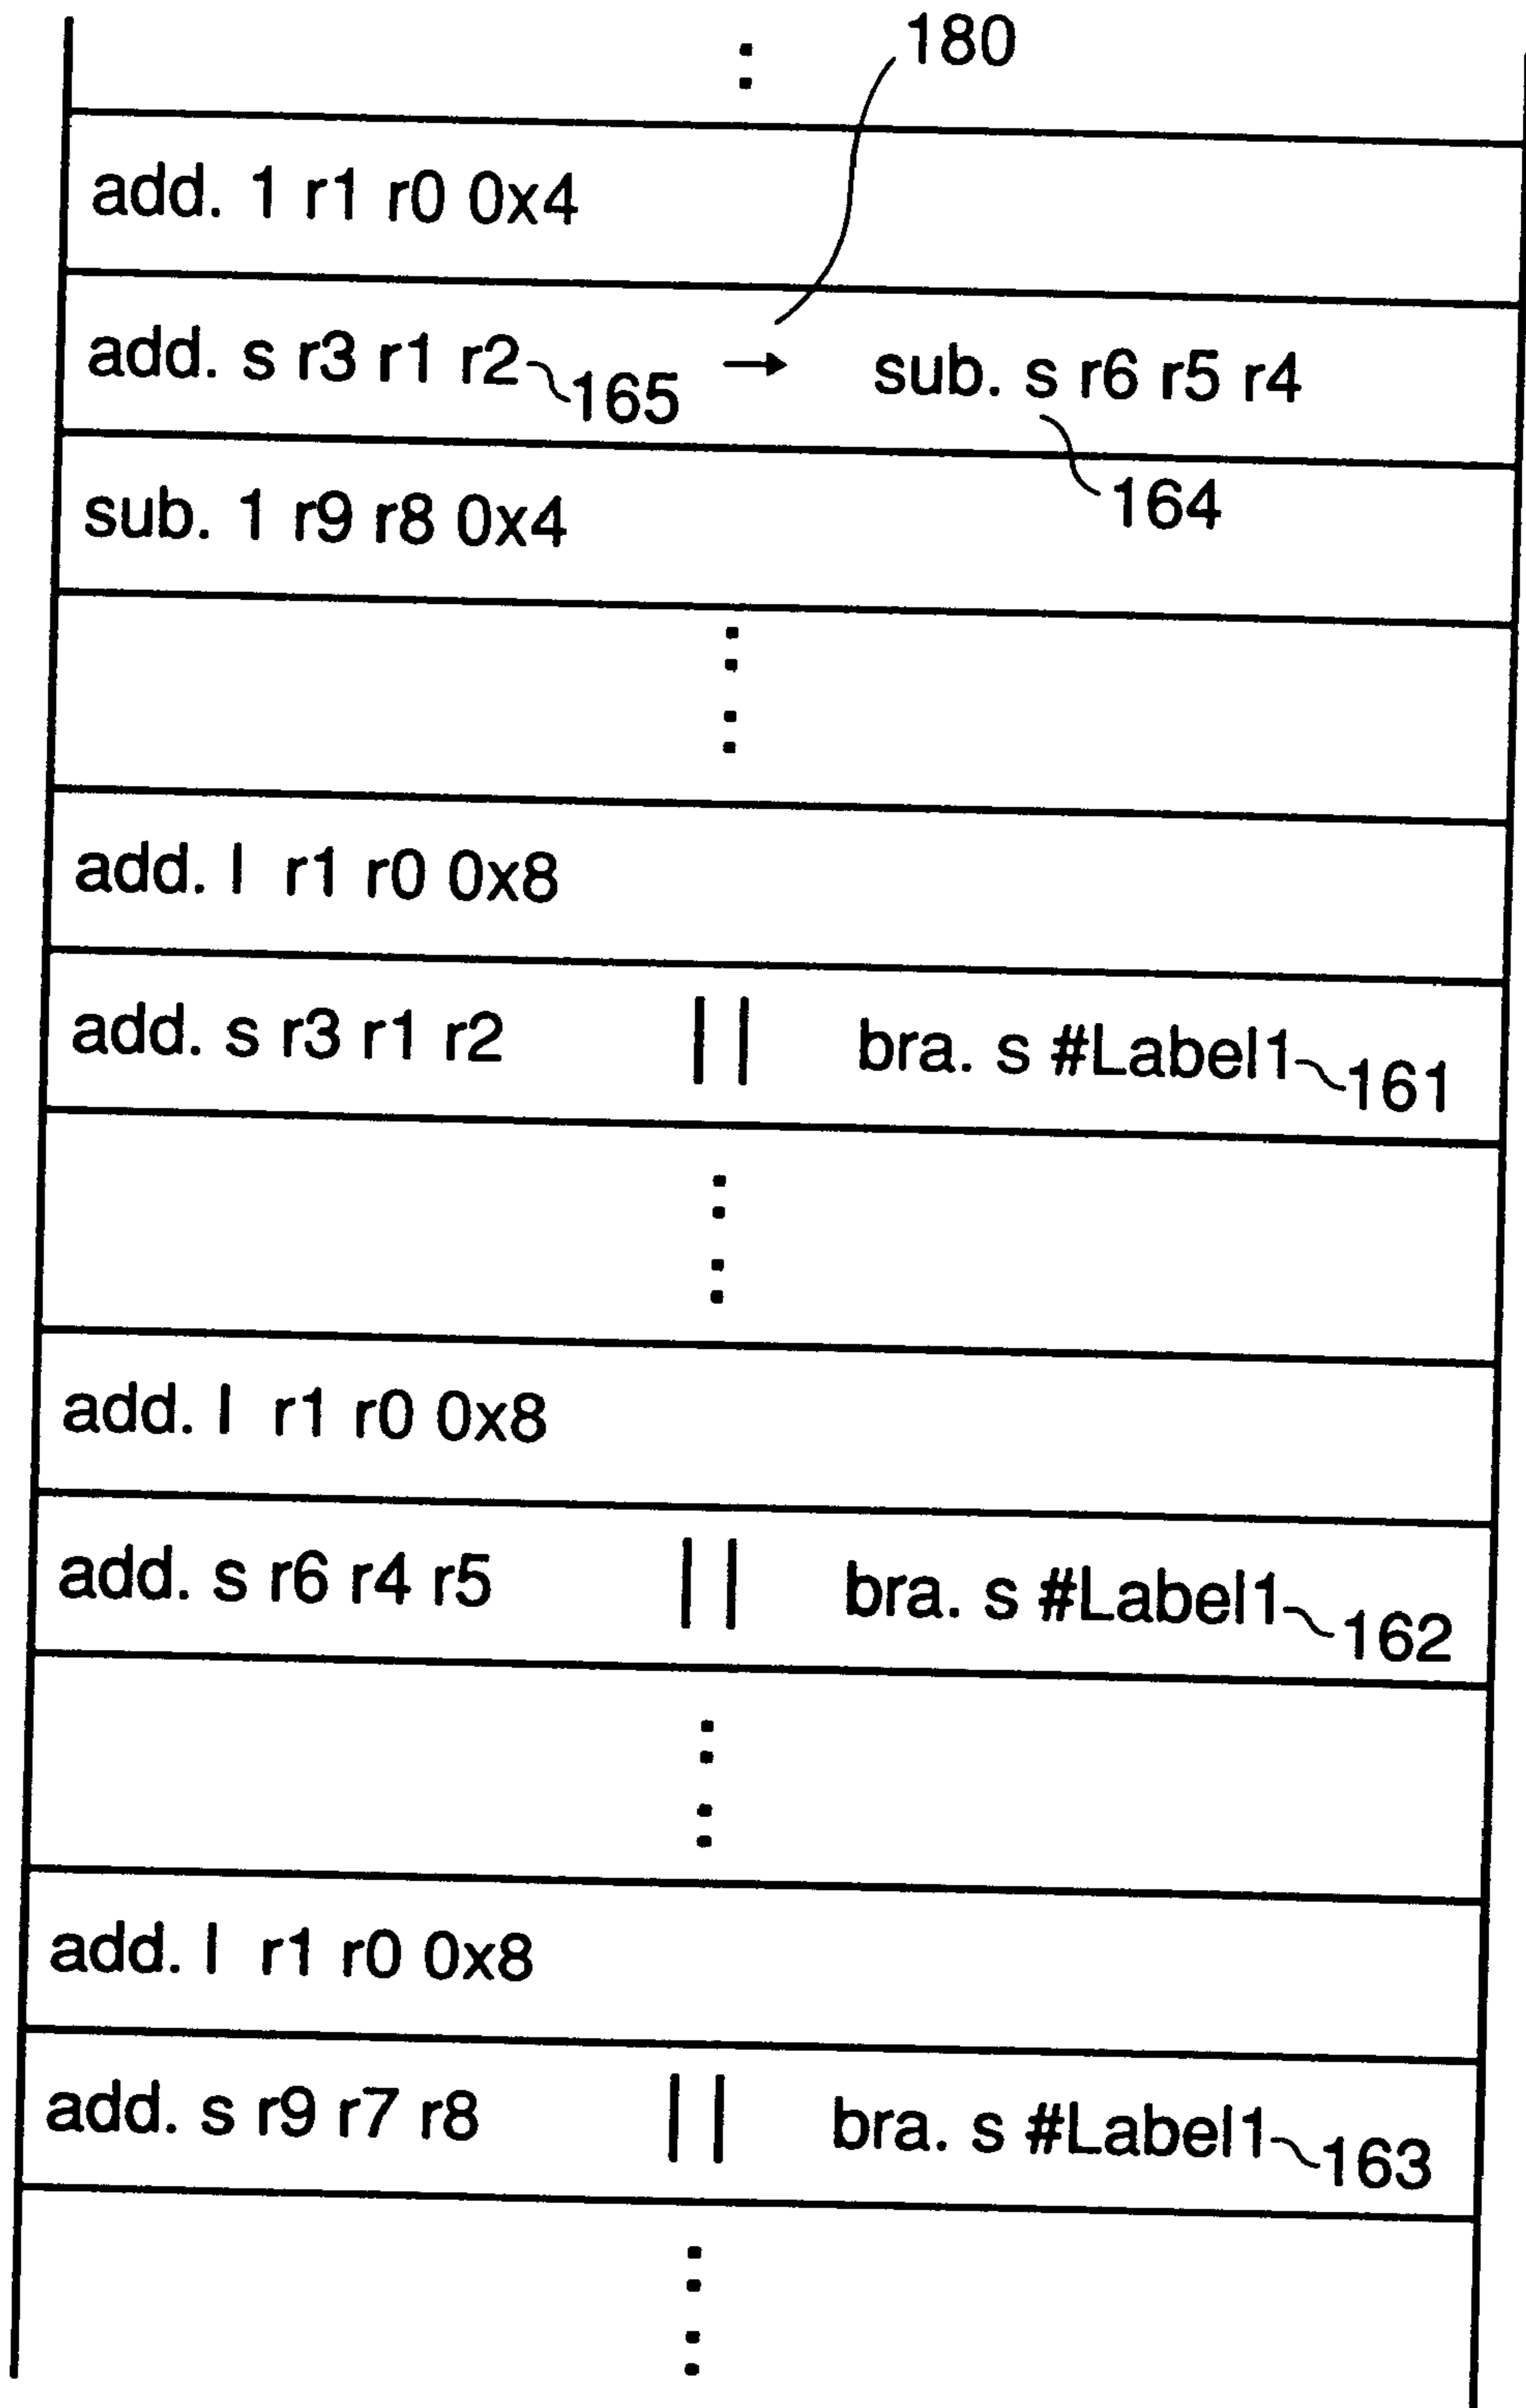 180
add. 1 r1 r0 0x4
add. s r3 r1 r2 165 → sub. s r6 r5 r4
164
sub. 1 r9 r8 0x4
add. l r1 r0 0x8
add. s r3 r1 r2 || bra. s #Label1 161
add. l r1 r0 0x8
add. s r6 r4 r5 || bra. s #Label1 162
add. l r1 r0 0x8
add. s r9 r7 r8 || bra. s #Label1 163